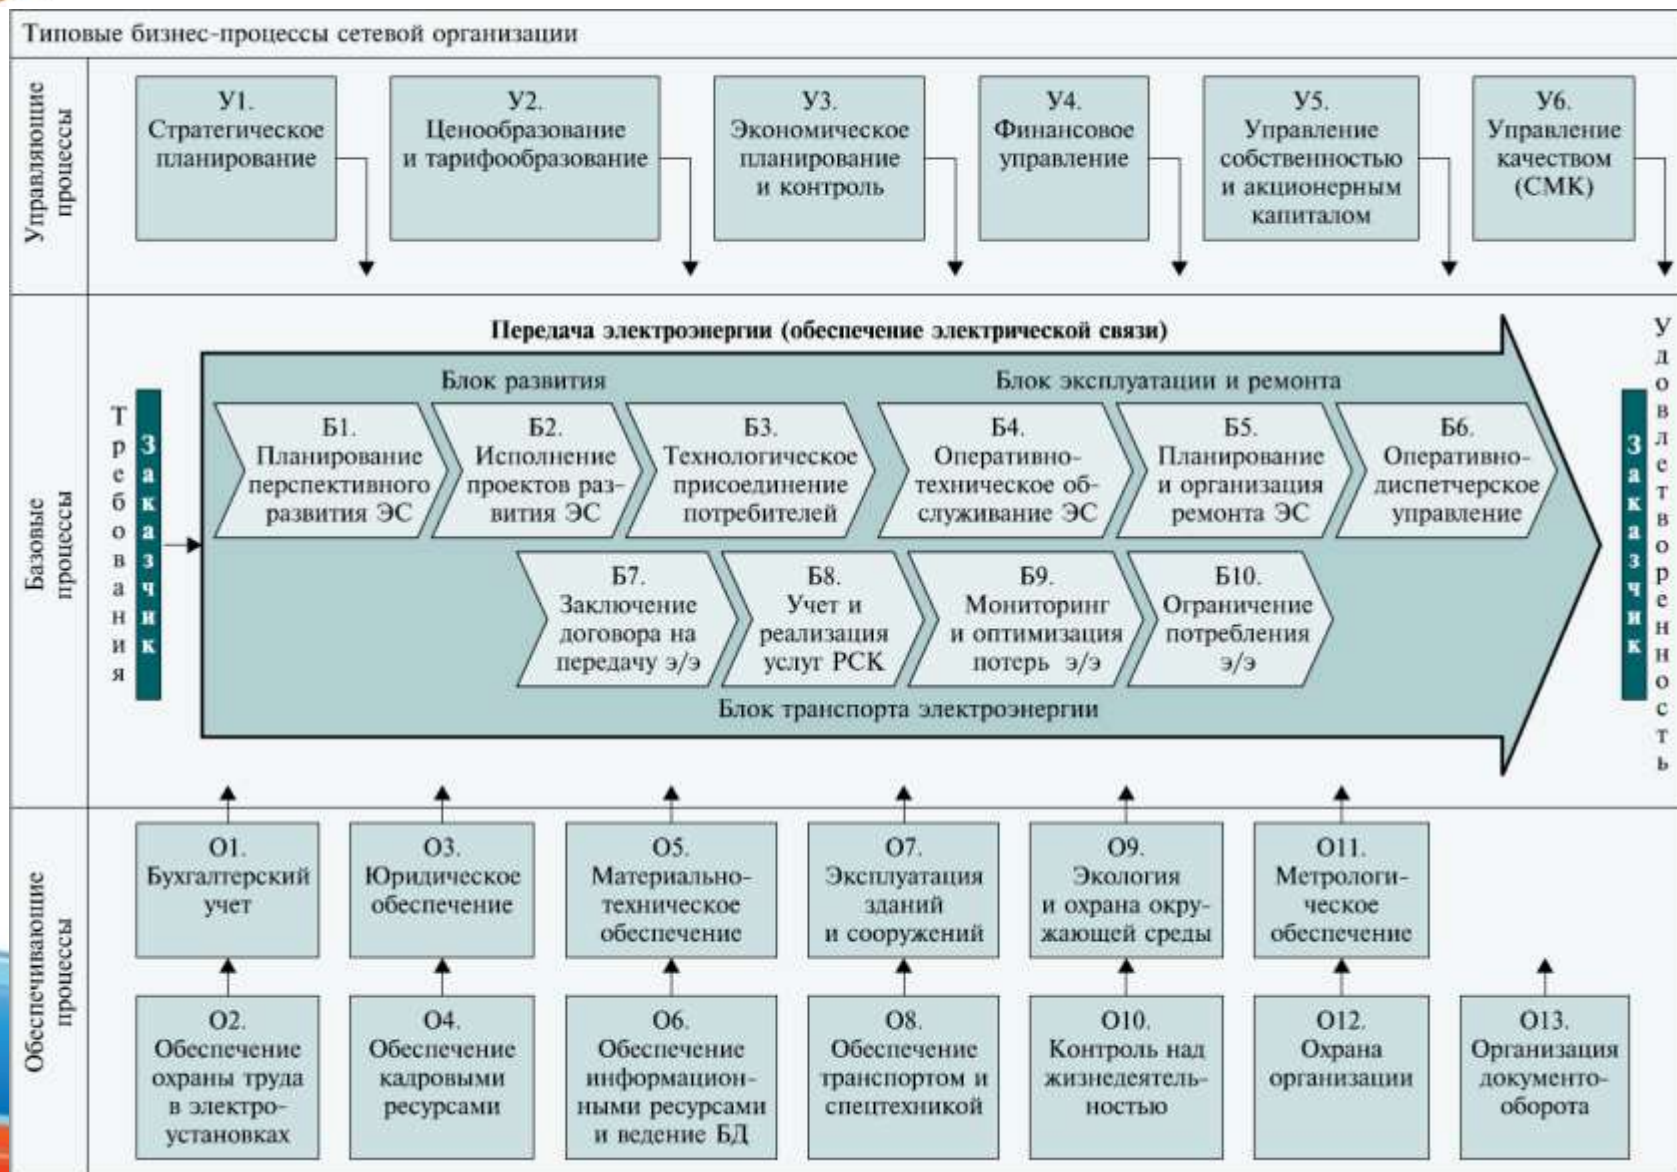 Типовые бизнес-процессы сетевой организации
Управляющие
процессы
У1.
Стратегическое
планирование
У2.
Ценообразование
и тарифообразование
У3.
Экономическое
планирование
и контроль
У4.
Финансовое
управление
У5.
Управление
собственностью
и акционерным
капиталом
У6.
Управление
качеством
(СМК)
Базовые
процессы
Требования
Заказчик
Передача электроэнергии (обеспечение электрической связи)
Блок развития
Блок эксплуатации и ремонта
Б1.
Планирование
перспективного
развития ЭС
Б2.
Исполнение
проектов раз-
вития ЭС
Б3.
Технологическое
присоединение
потребителей
Б4.
Оперативно-
техническое об-
служивание ЭС
Б5.
Планирование
и организация
ремонта ЭС
Б6.
Оперативно-
диспетчерское
управление
Б7.
Заключение
договора на
передачу э/э
Б8.
Учет и
реализация
услуг РСК
Б9.
Мониторинг
и оптимизация
потерь э/э
Б10.
Ограничение
потребления
э/э
Блок транспорта электроэнергии
Заказчик
Удовлетворенность
Обеспечивающие
процессы
О1.
Бухгалтерский
учет
О3.
Юридическое
обеспечение
О5.
Материально-
техническое
обеспечение
О7.
Эксплуатация
зданий
и сооружений
О9.
Экология
и охрана окру-
жающей среды
О11.
Метрологи-
ческое
обеспечение
О2.
Обеспечение
охраны труда
в электро-
установках
О4.
Обеспечение
кадровыми
ресурсами
О6.
Обеспечение
информацион-
ными ресурсами
и ведение БД
О8.
Обеспечение
транспортом и
спецтехникой
О10.
Контроль над
жизнедеятель-
ностью
О12.
Охрана
организации
О13.
Организация
документо-
оборота